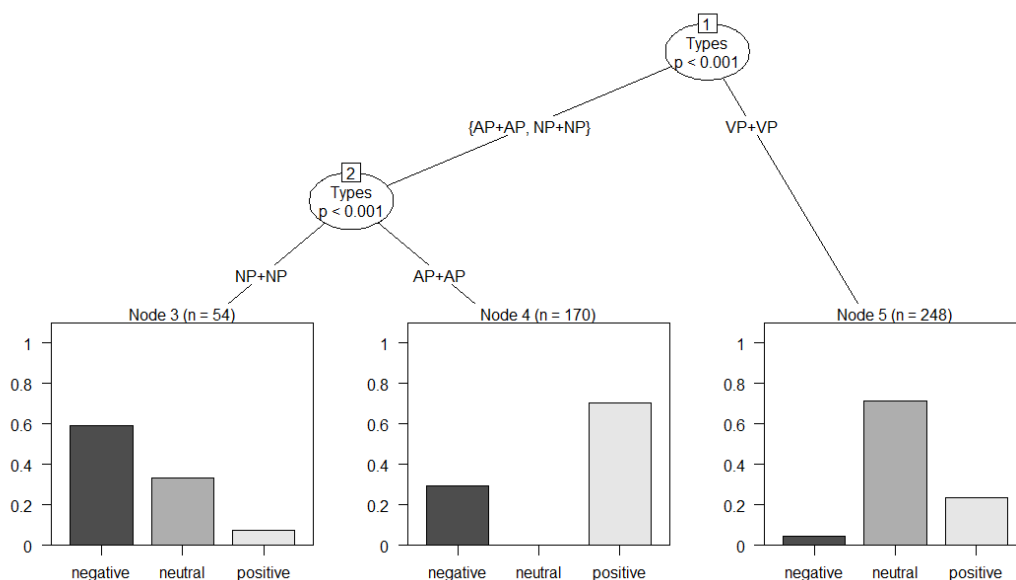 1
Types
p < 0.001
{AP+AP, NP+NP}
VP+VP
2
Types
p < 0.001
NP+NP
AP+AP
Node 3 (n = 54)
1
0.8
0.6
0.4
0.2
0
negative neutral positive
Node 4 (n = 170)
1
0.8
0.6
0.4
0.2
0
negative neutral positive
Node 5 (n = 248)
1
0.8
0.6
0.4
0.2
0
negative neutral positive